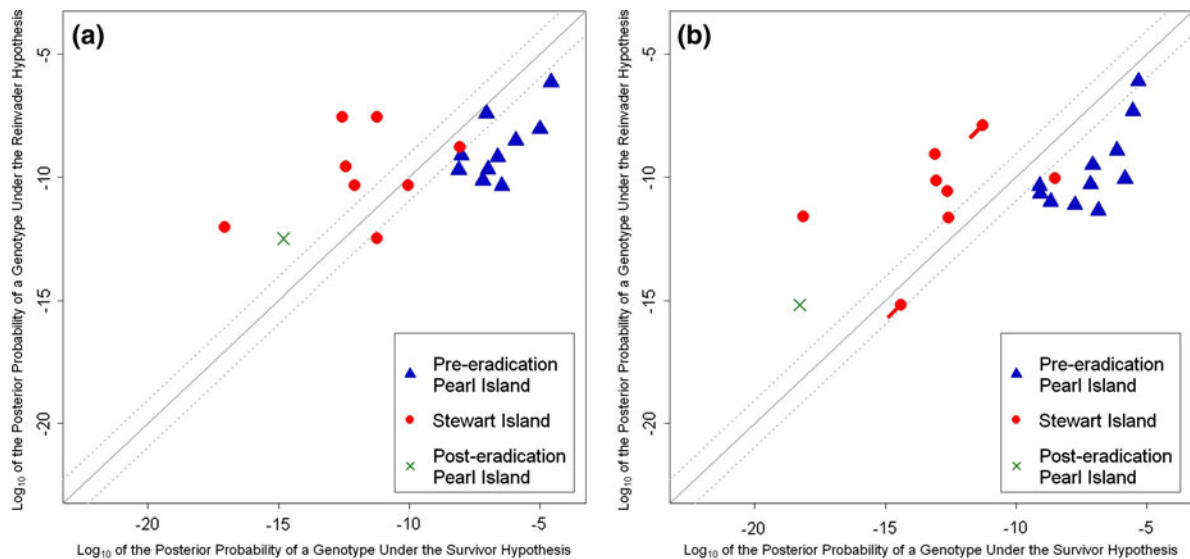 (a)
Log10 of the Posterior Probability of a Genotype Under the Reinvader Hypothesis
-5
-10
-15
-20
Pre-eradication
Pearl Island
Stewart Island
Post-eradication
Pearl Island
-20 -15 -10 -5
Log10 of the Posterior Probability of a Genotype Under the Survivor Hypothesis
(b)
Log10 of the Posterior Probability of a Genotype Under the Reinvader Hypothesis
-5
-10
-15
-20
Pre-eradication
Pearl Island
Stewart Island
Post-eradication
Pearl Island
-20 -15 -10 -5
Log10 of the Posterior Probability of a Genotype Under the Survivor Hypothesis